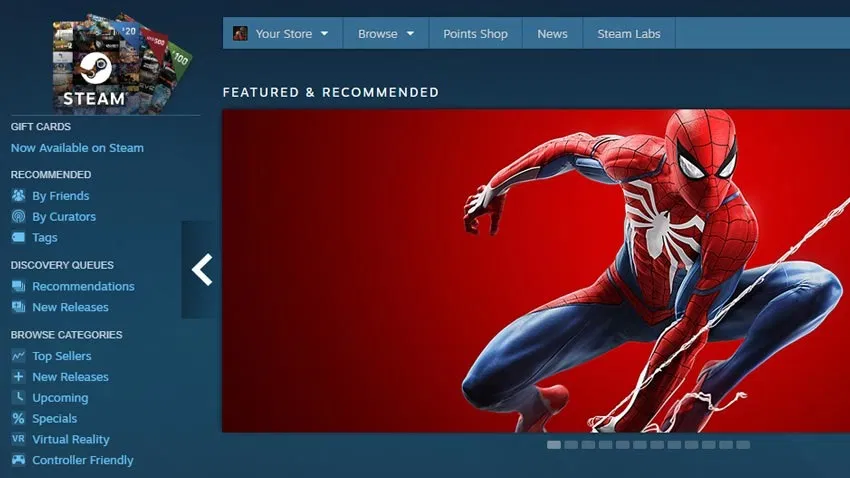 $20
$100
STEAM
Your Store
Browse
Points Shop
News
Steam Labs
FEATURED & RECOMMENDED
GIFT CARDS
Now Available on Steam
RECOMMENDED
By Friends
By Curators
Tags
DISCOVERY QUEUES
Recommendations
New Releases
BROWSE CATEGORIES
Top Sellers
New Releases
Upcoming
% Specials
VR Virtual Reality
Controller Friendly